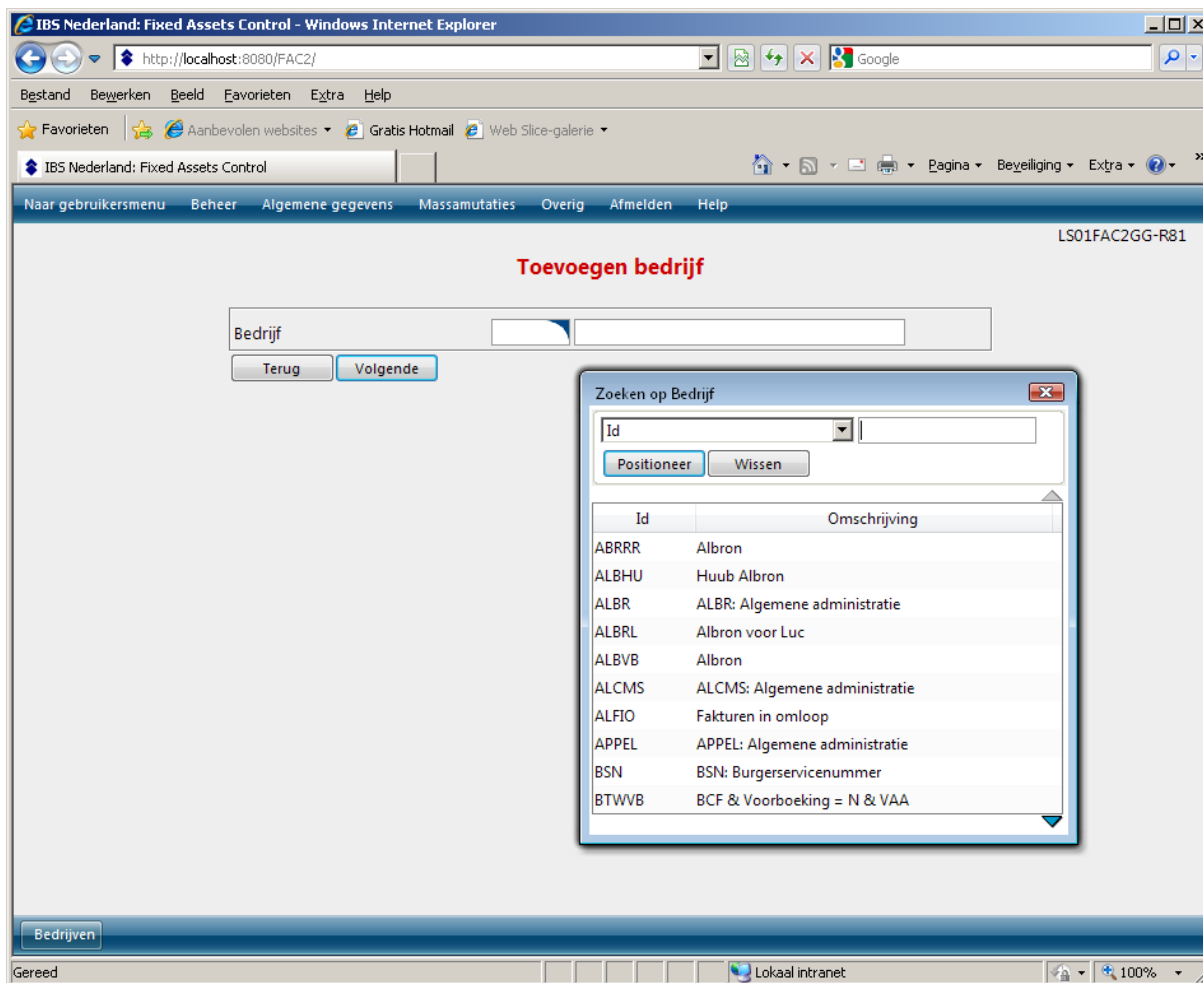 IBS Nederland: Fixed Assets Control - Windows Internet Explorer
http://localhost:8080/FAC2/
Google
Bestand Bewerken Beeld Favorieten Extra Help
Favorieten Aanbevolen websites Gratis Hotmail Web Slice-galerie
IBS Nederland: Fixed Assets Control
Pagina Beveiliging Extra »
Naar gebruikersmenu Beheer Algemene gegevens Massamutaties Overig Afmelden Help
LS01FAC2GG-R81
Toevoegen bedrijf
Bedrijf
Terug Volgende
Zoeken op Bedrijf
Id
Positioneer Wissen
Id Omschrijving
ABRRR Albron
ALBHU Huub Albron
ALBR ALBR: Algemene administratie
ALBRL Albron voor Luc
ALBVB Albron
ALCMS ALCMS: Algemene administratie
ALFIO Fakturen in omloop
APPEL APPEL: Algemene administratie
BSN BSN: Burgerservicenummer
BTWVB BCF & Voorboeking = N & VAA
Bedrijven
Gereed Lokaal intranet 100%